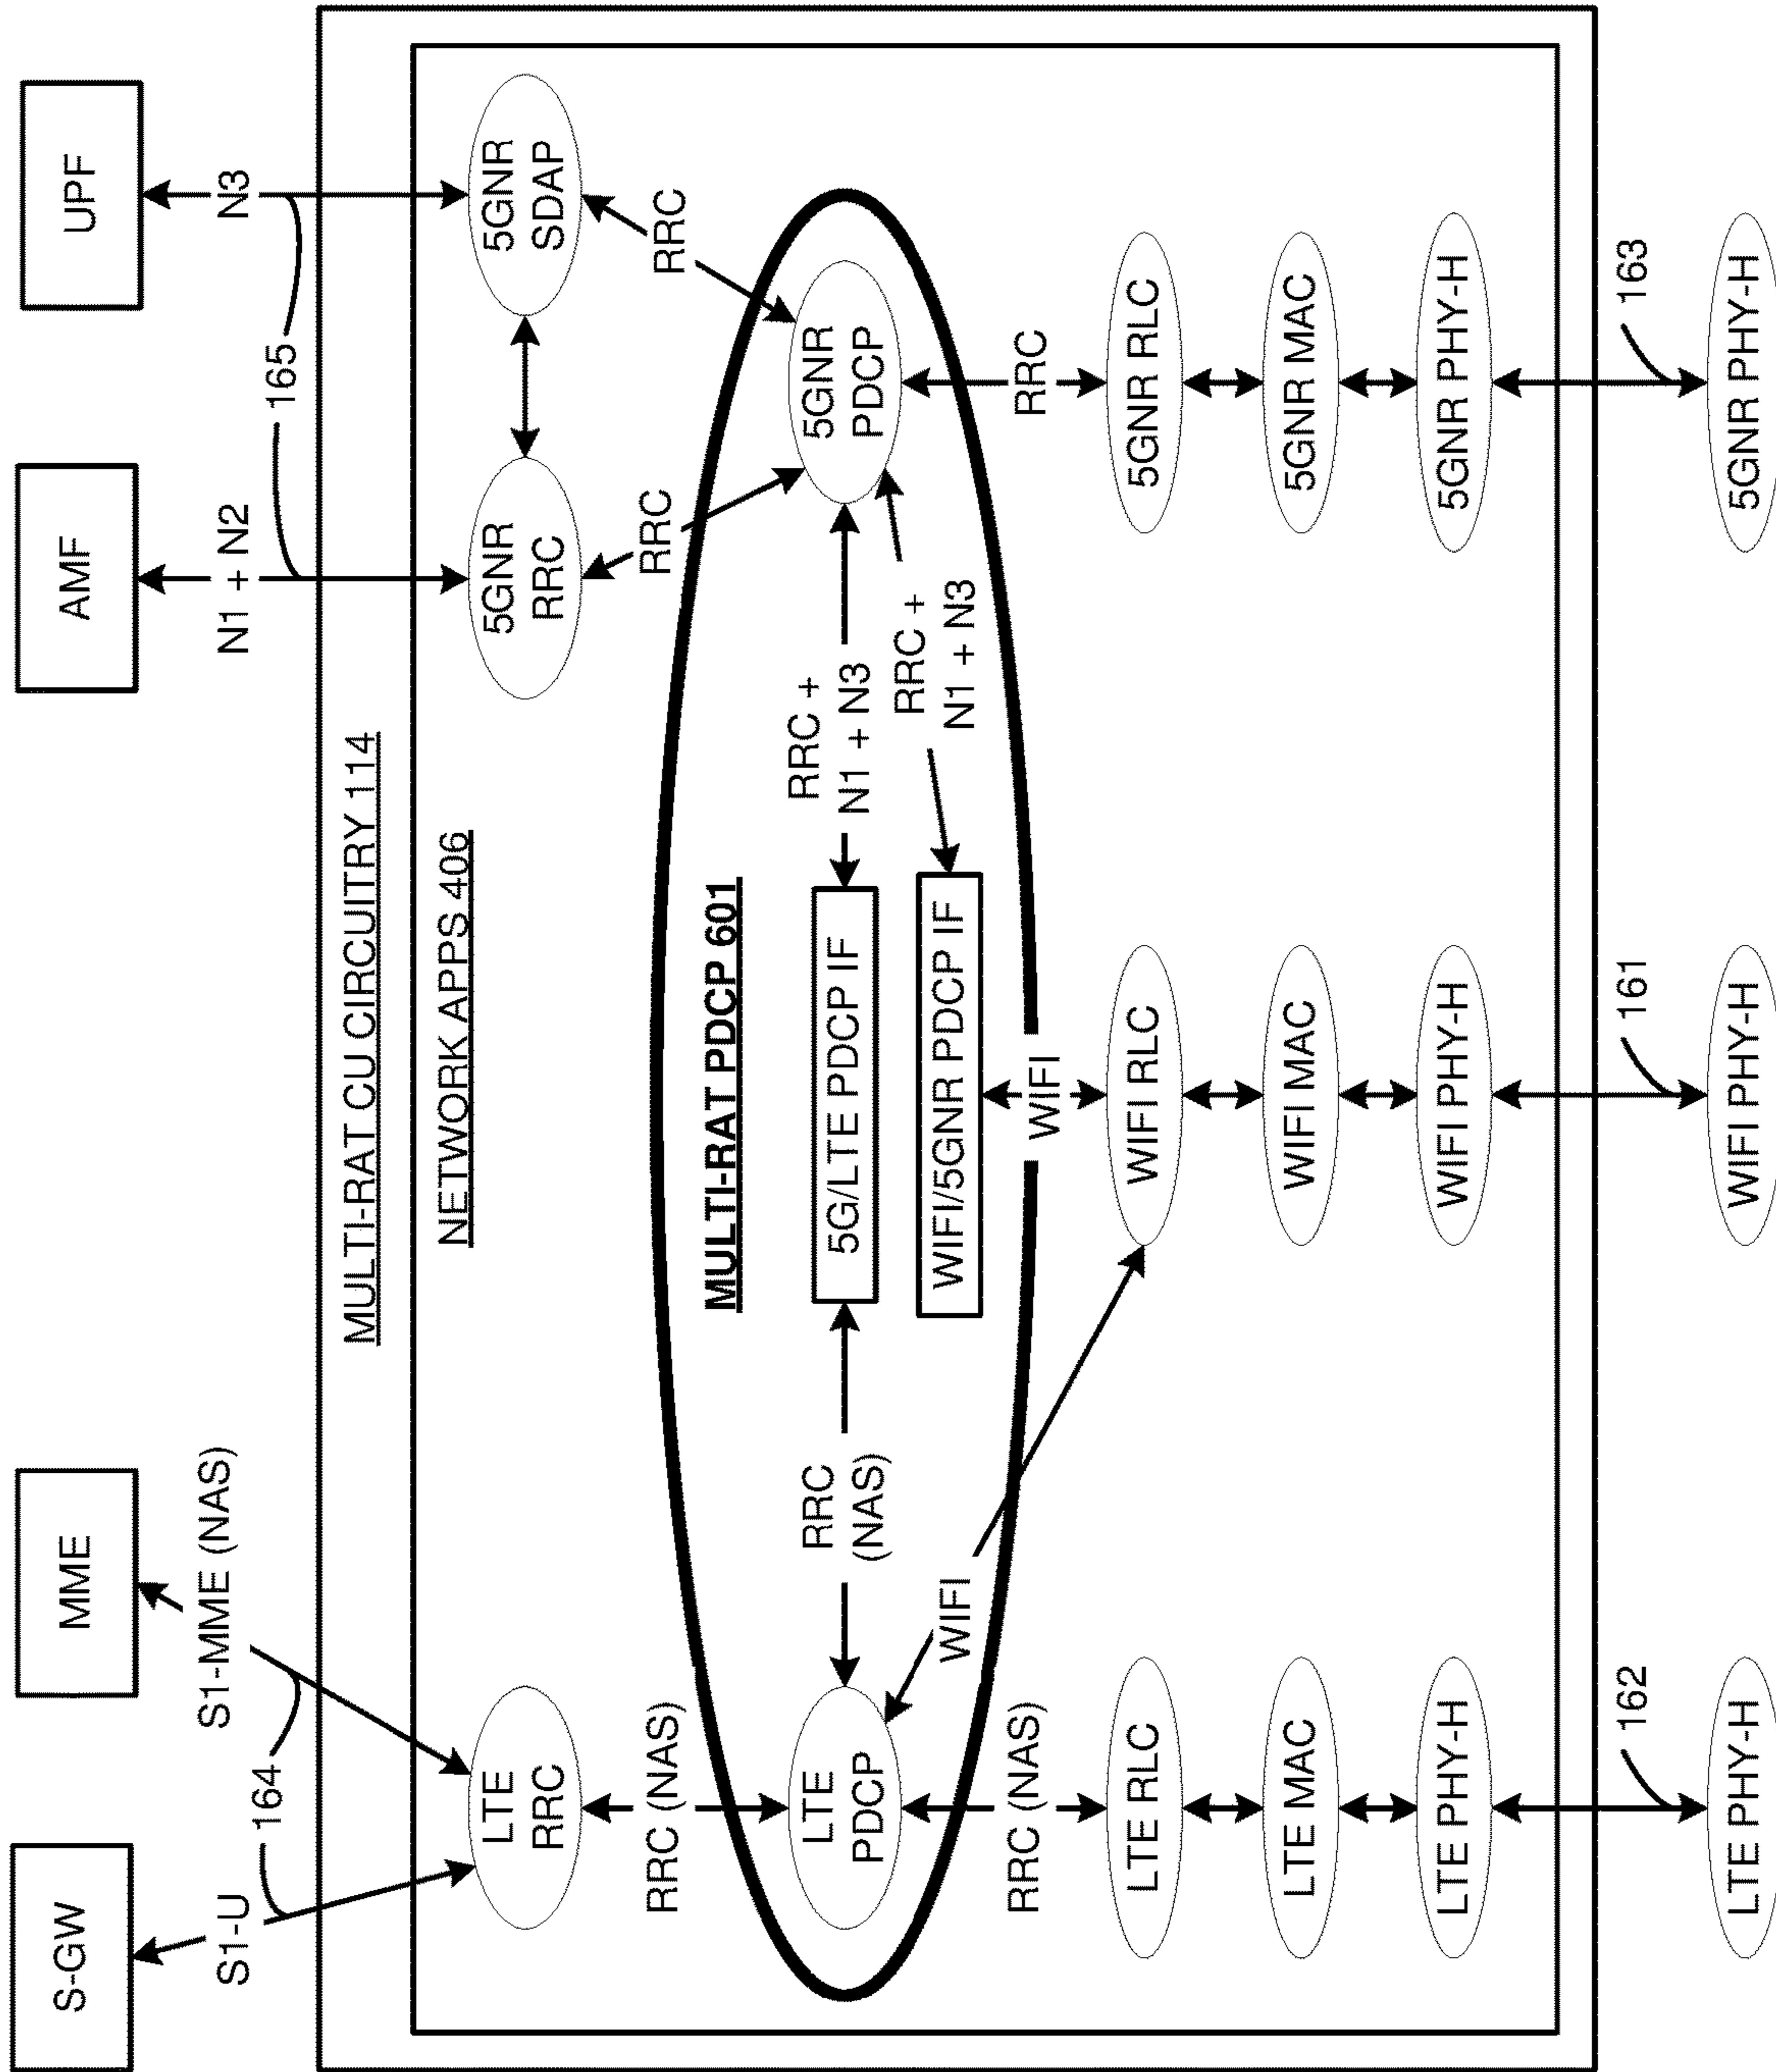 S-GW
MME
AMF
UPF
S1-U
S1-MME (NAS)
N1 + N2
N3
164
165
MULTI-RAT CU CIRCUITRY 114
NETWORK APPS 406
LTE
RRC
5GNR
RRC
5GNR
SDAP
RRC (NAS)
RRC
RRC
MULTI-RAT PDCP 601
LTE
PDCP
RRC
(NAS)
5G/LTE PDCP IF
RRC +
N1 + N3
5GNR
PDCP
WIFI/5GNR PDCP IF
RRC +
N1 + N3
WIFI
RRC (NAS)
WIFI
RRC
LTE RLC
WIFI RLC
5GNR RLC
LTE MAC
WIFI MAC
5GNR MAC
LTE PHY-H
WIFI PHY-H
5GNR PHY-H
162
161
163
LTE PHY-H
WIFI PHY-H
5GNR PHY-H